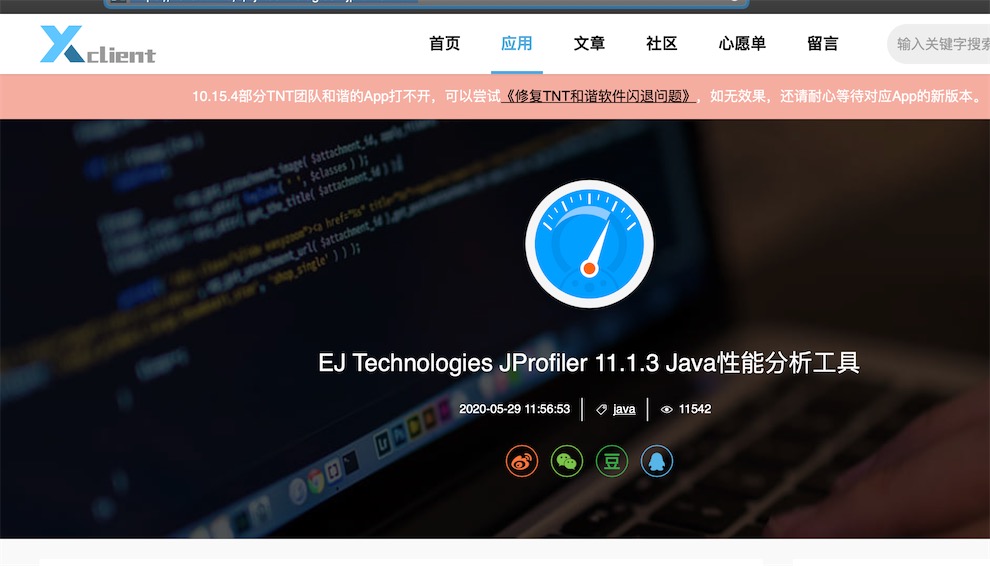 Xclient
首页 应用 文章 社区 心愿单 留言 输入关键字搜索
10.15.4部分TNT团队和谐的App打不开，可以尝试《修复TNT和谐软件闪退问题》，如无效果，还请耐心等待对应App的新版本。
EJ Technologies JProfiler 11.1.3 Java性能分析工具
2020-05-29 11:56:53 java 11542
豆